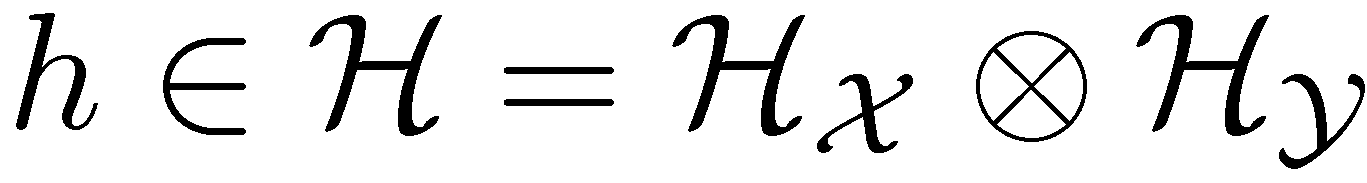 h ∈ ℋ = ℋ_𝓍 ⊗ ℋ_𝓎